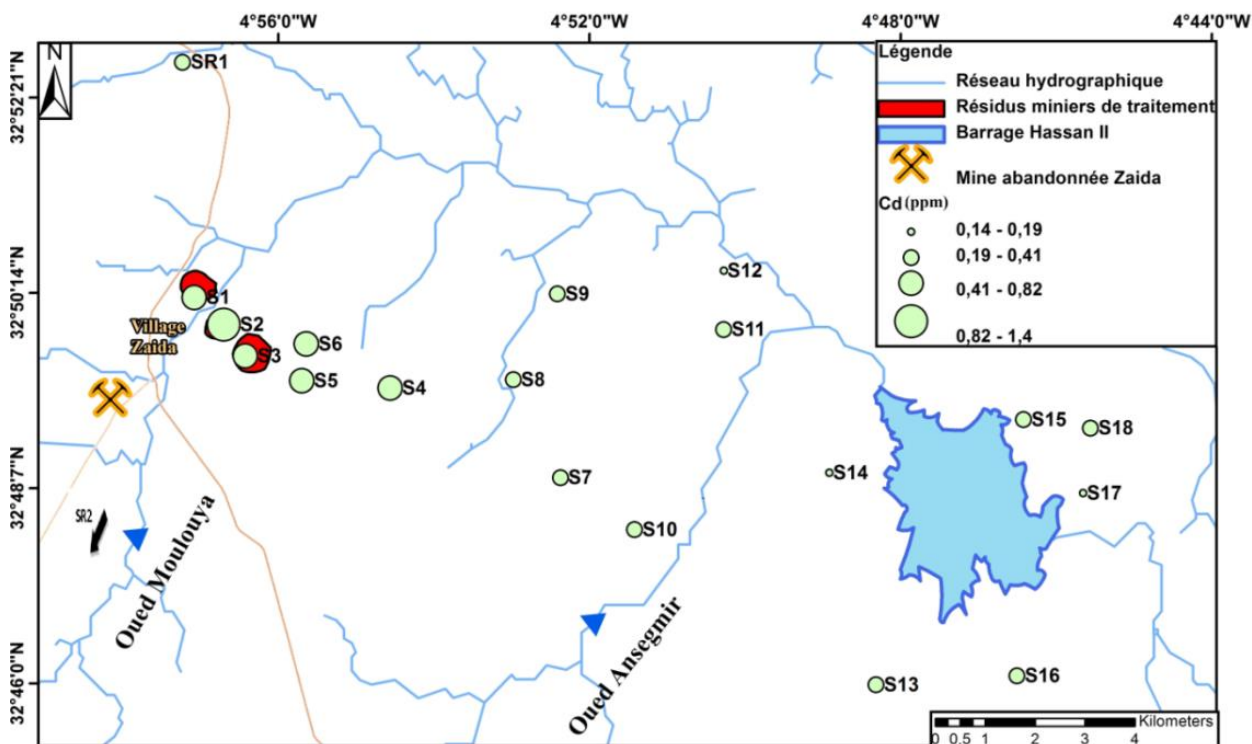 4°56'0"W
4°52'0"W
4°48'0"W
4°44'0"W
32°52'21"N
32°50'14"N
32°48'7"N
32°46'0"N
N
SR1
S1
S2
S3
S6
S5
S4
S9
S8
S7
S10
S12
S11
S14
S15
S18
S17
S13
S16
Village
Zaida
SR2
Oued Moulouya
Oued Ansegmir
Légende
Réseau hydrographique
Résidus miniers de traitement
Barrage Hassan II
Mine abandonnée Zaida
Cd (ppm)
0,14 - 0,19
0,19 - 0,41
0,41 - 0,82
0,82 - 1,4
Kilometers
0 0.5 1 2 3 4